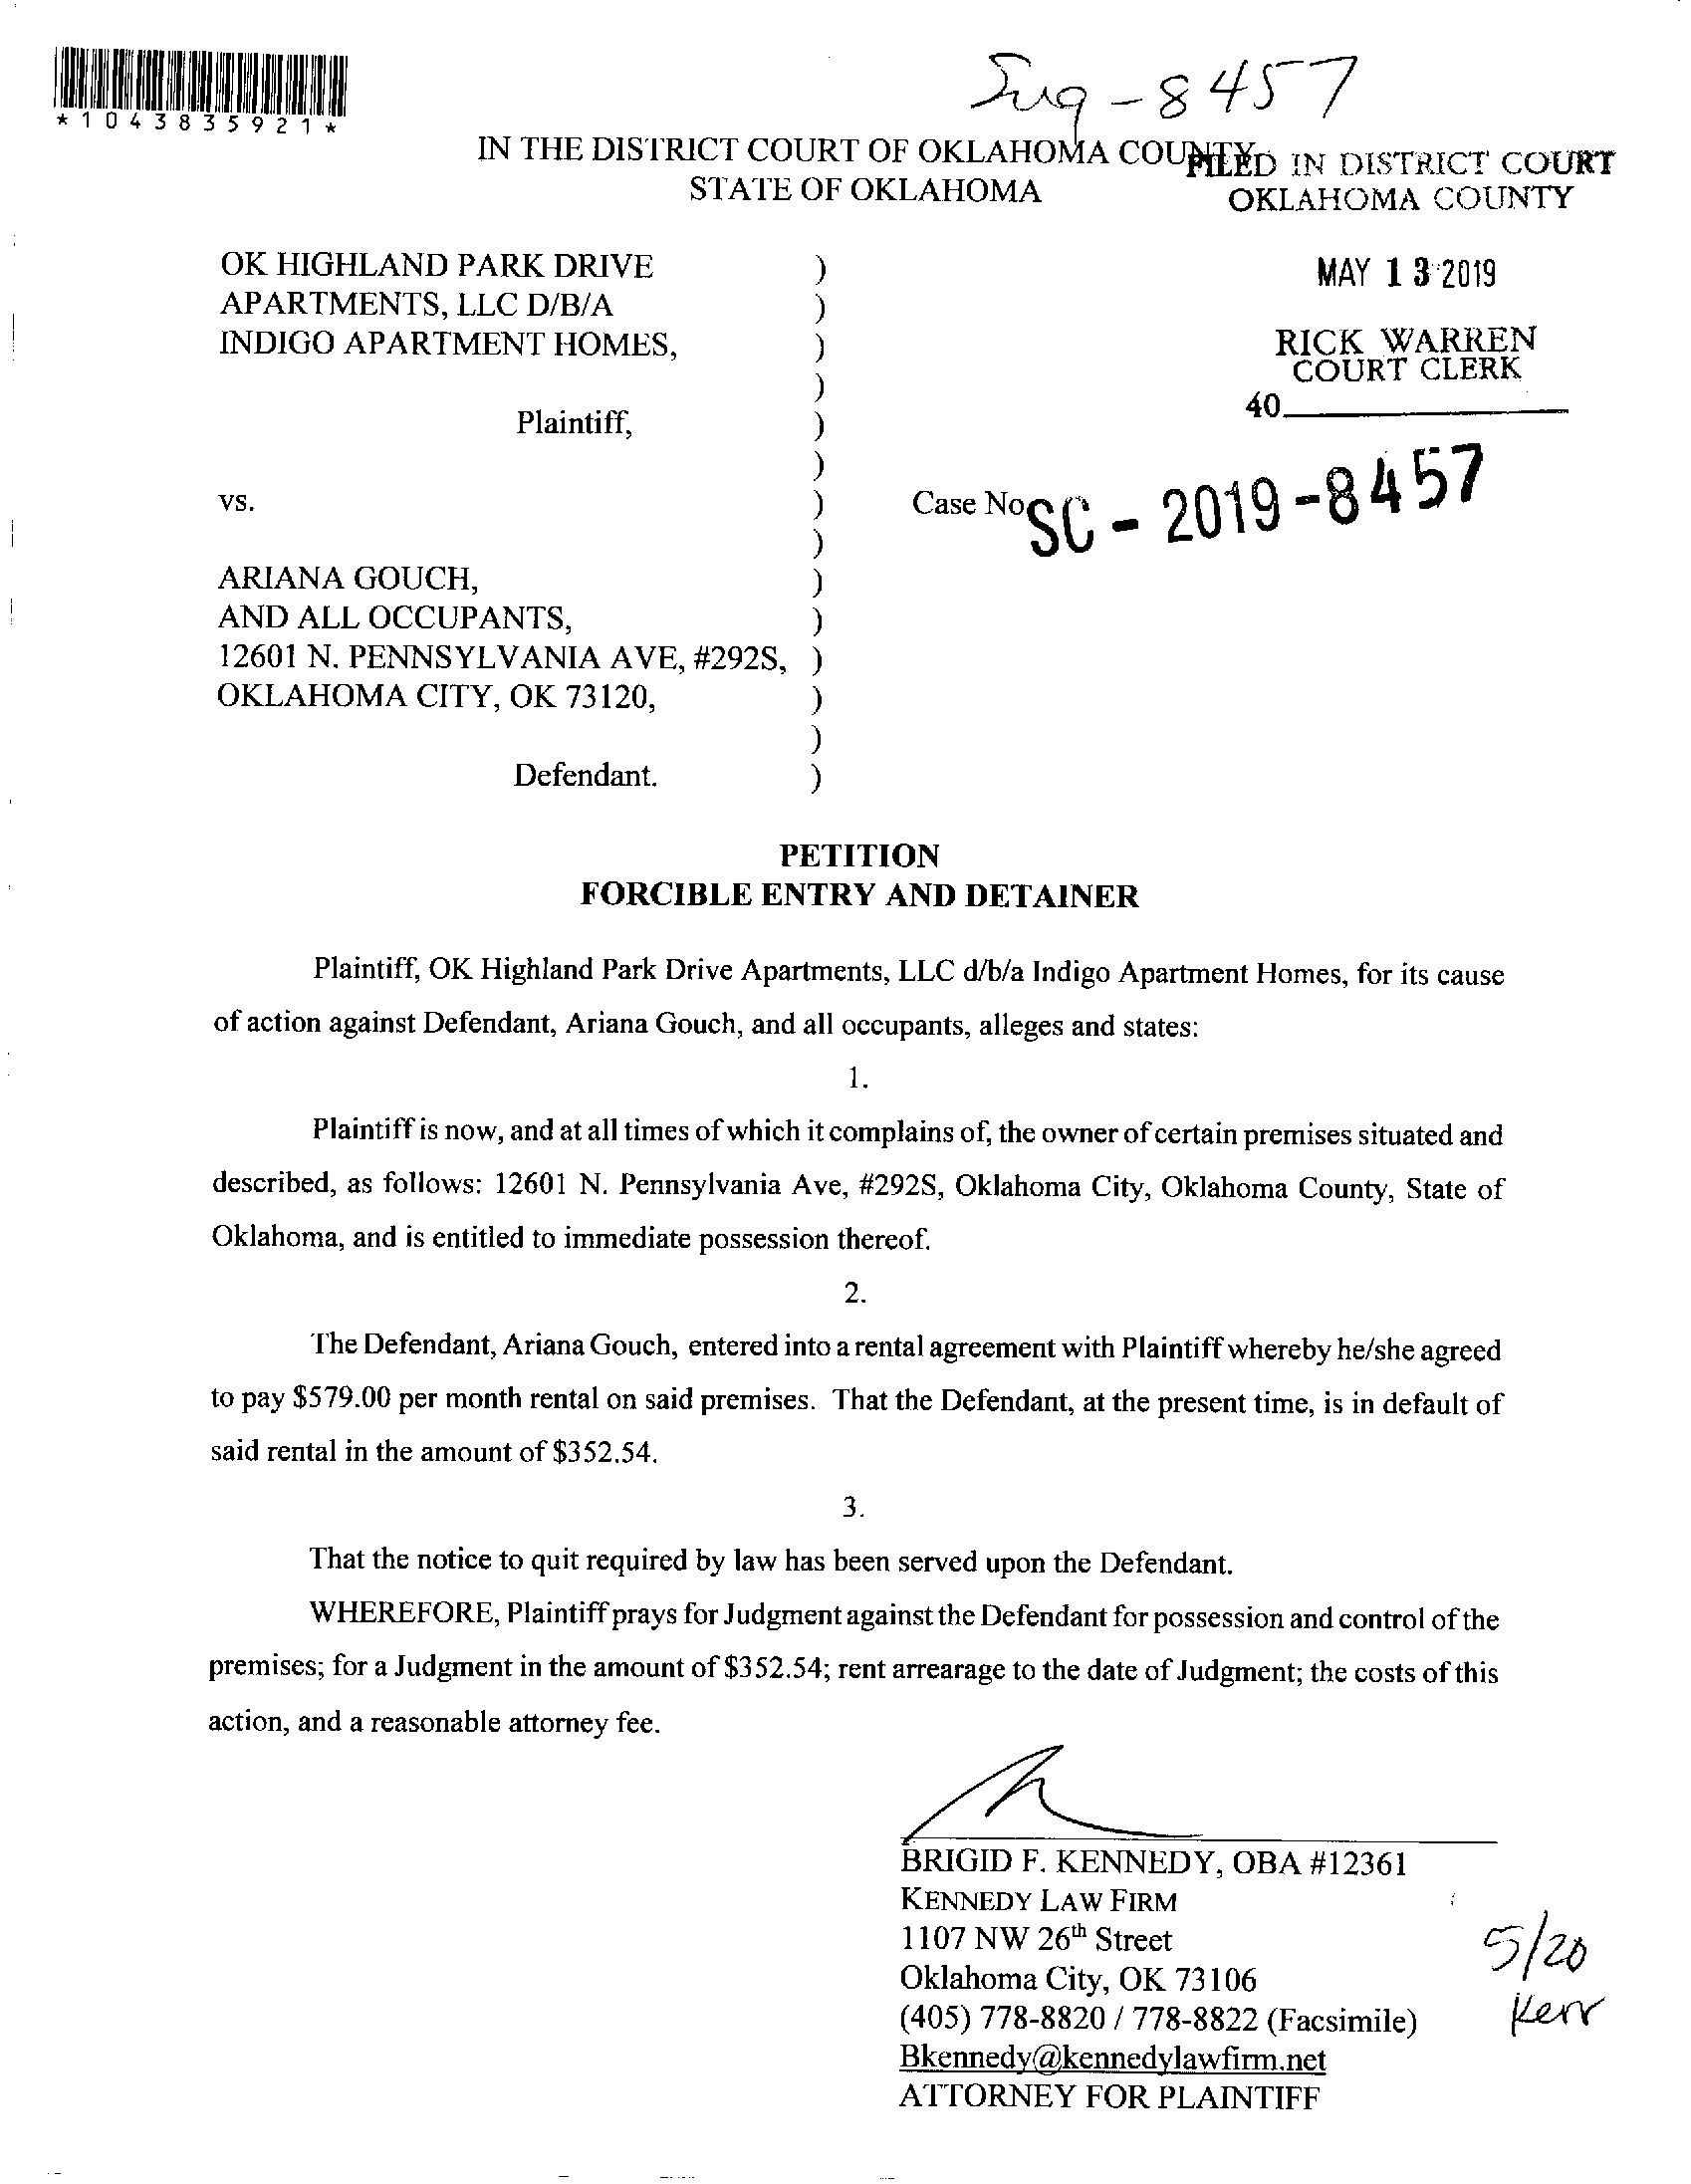 *1043835921*
Sug-8457
IN THE DISTRICT COURT OF OKLAHOMA COUNTY
STATE OF OKLAHOMA
FILED IN DISTRICT COURT
OKLAHOMA COUNTY
MAY 13 2019
RICK WARREN
COURT CLERK
40
OK HIGHLAND PARK DRIVE )
APARTMENTS, LLC D/B/A )
INDIGO APARTMENT HOMES, )
)
Plaintiff, )
)
vs. ) Case No. SC - 2019 - 8457
)
ARIANA GOUCH, )
AND ALL OCCUPANTS, )
12601 N. PENNSYLVANIA AVE, #292S, )
OKLAHOMA CITY, OK 73120, )
)
Defendant. )
PETITION
FORCIBLE ENTRY AND DETAINER
Plaintiff, OK Highland Park Drive Apartments, LLC d/b/a Indigo Apartment Homes, for its cause
of action against Defendant, Ariana Gouch, and all occupants, alleges and states:
1.
Plaintiff is now, and at all times of which it complains of, the owner of certain premises situated and
described, as follows: 12601 N. Pennsylvania Ave, #292S, Oklahoma City, Oklahoma County, State of
Oklahoma, and is entitled to immediate possession thereof.
2.
The Defendant, Ariana Gouch, entered into a rental agreement with Plaintiff whereby he/she agreed
to pay $579.00 per month rental on said premises. That the Defendant, at the present time, is in default of
said rental in the amount of $352.54.
3.
That the notice to quit required by law has been served upon the Defendant.
WHEREFORE, Plaintiff prays for Judgment against the Defendant for possession and control of the
premises; for a Judgment in the amount of $352.54; rent arrearage to the date of Judgment; the costs of this
action, and a reasonable attorney fee.
BRIGID F. KENNEDY, OBA #12361
KENNEDY LAW FIRM
1107 NW 26th Street
Oklahoma City, OK 73106
(405) 778-8820 / 778-8822 (Facsimile)
Bkennedy@kennedylawfirm.net
ATTORNEY FOR PLAINTIFF
5/20
Kerr